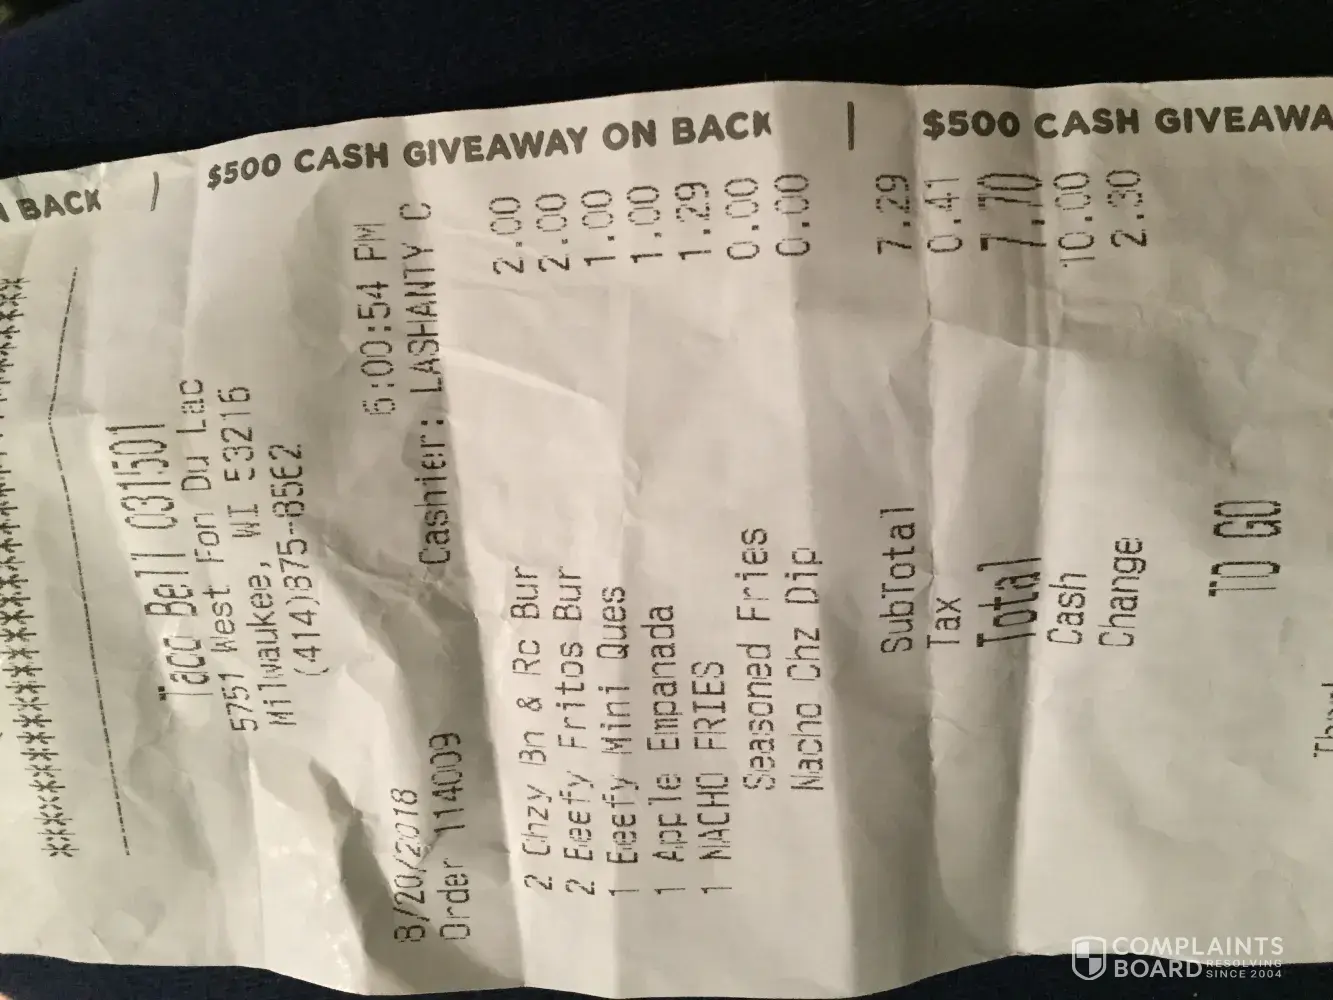 $500 CASH GIVEAWAY ON BACK | $500 CASH GIVEAWA
BACK |
Taco Bell 031501
5751 West Fon Du Lac
Milwaukee, WI 53216
(414)875-8562
8/20/2018 6:00:54 PM
Order 114009 Cashier: LASHANTY C
2 Chzy Bn & Rc Bur 2.00
2 Beefy Fritos Bur 2.00
1 Beefy Mini Ques 1.00
1 Apple Empanada 1.00
1 NACHO FRIES 1.29
Seasoned Fries 0.00
Nacho Chz Dip 0.00
SubTotal 7.29
Tax 0.41
Total 7.70
Cash 10.00
Change 2.30
TO GO
COMPLAINTS
BOARD RESOLVING
SINCE 2004